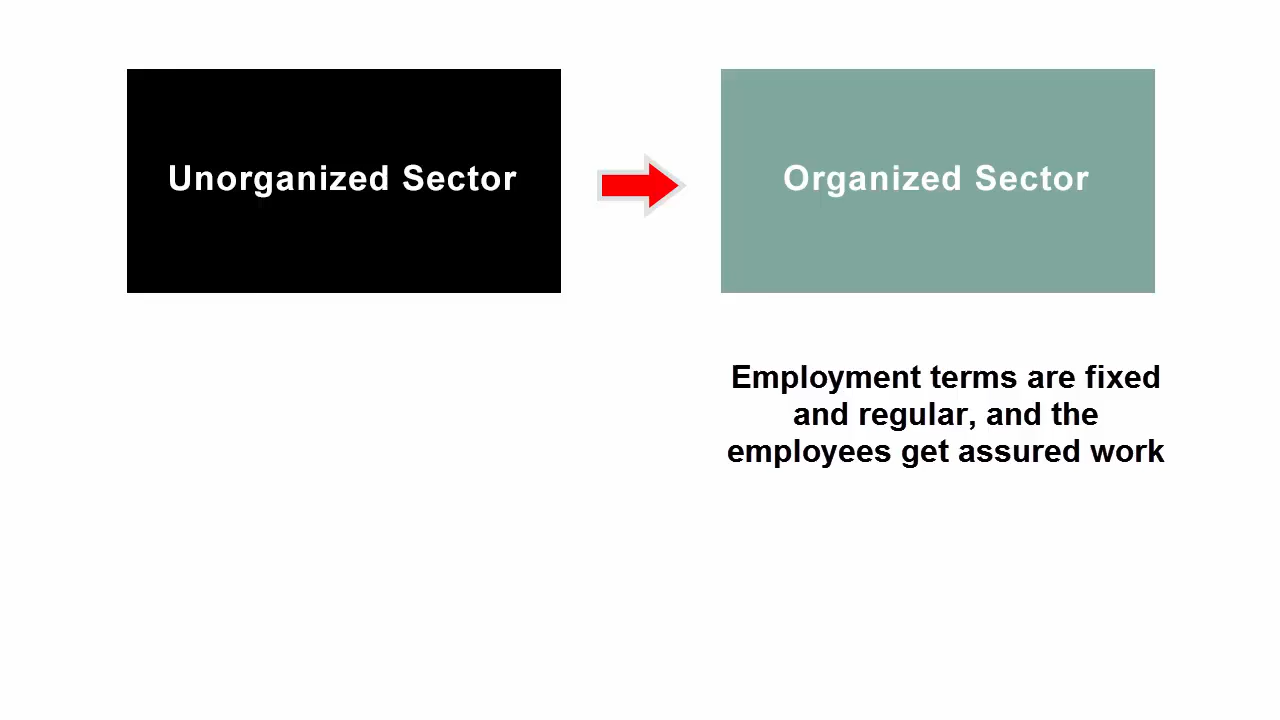 Unorganized Sector
Organized Sector
Employment terms are fixed
and regular, and the
employees get assured work